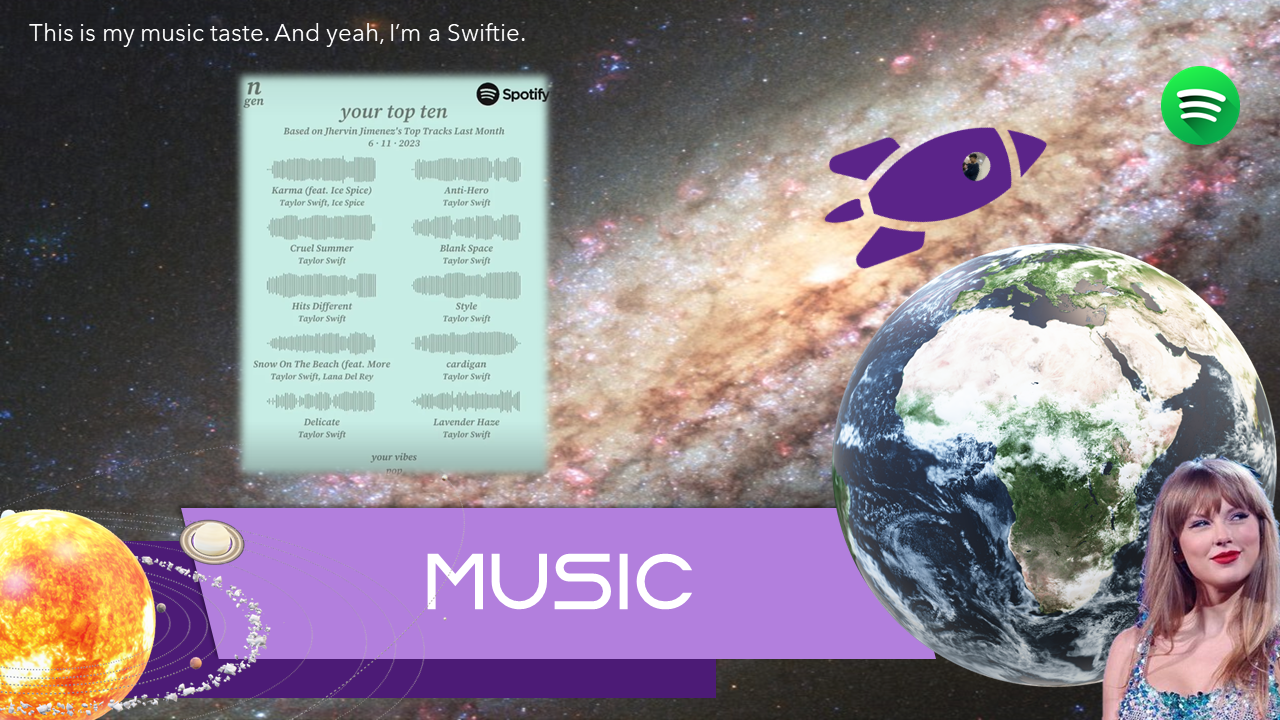 This is my music taste. And yeah, I'm a Swiftie.
n
gen
Spotify
your top ten
Based on Jhervin Jimenez's Top Tracks Last Month
6 · 11 · 2023
Karma (feat. Ice Spice)
Taylor Swift, Ice Spice
Anti-Hero
Taylor Swift
Cruel Summer
Taylor Swift
Blank Space
Taylor Swift
Hits Different
Taylor Swift
Style
Taylor Swift
Snow On The Beach (feat. More
Taylor Swift, Lana Del Rey
cardigan
Taylor Swift
Delicate
Taylor Swift
Lavender Haze
Taylor Swift
your vibes
pop
MUSIC